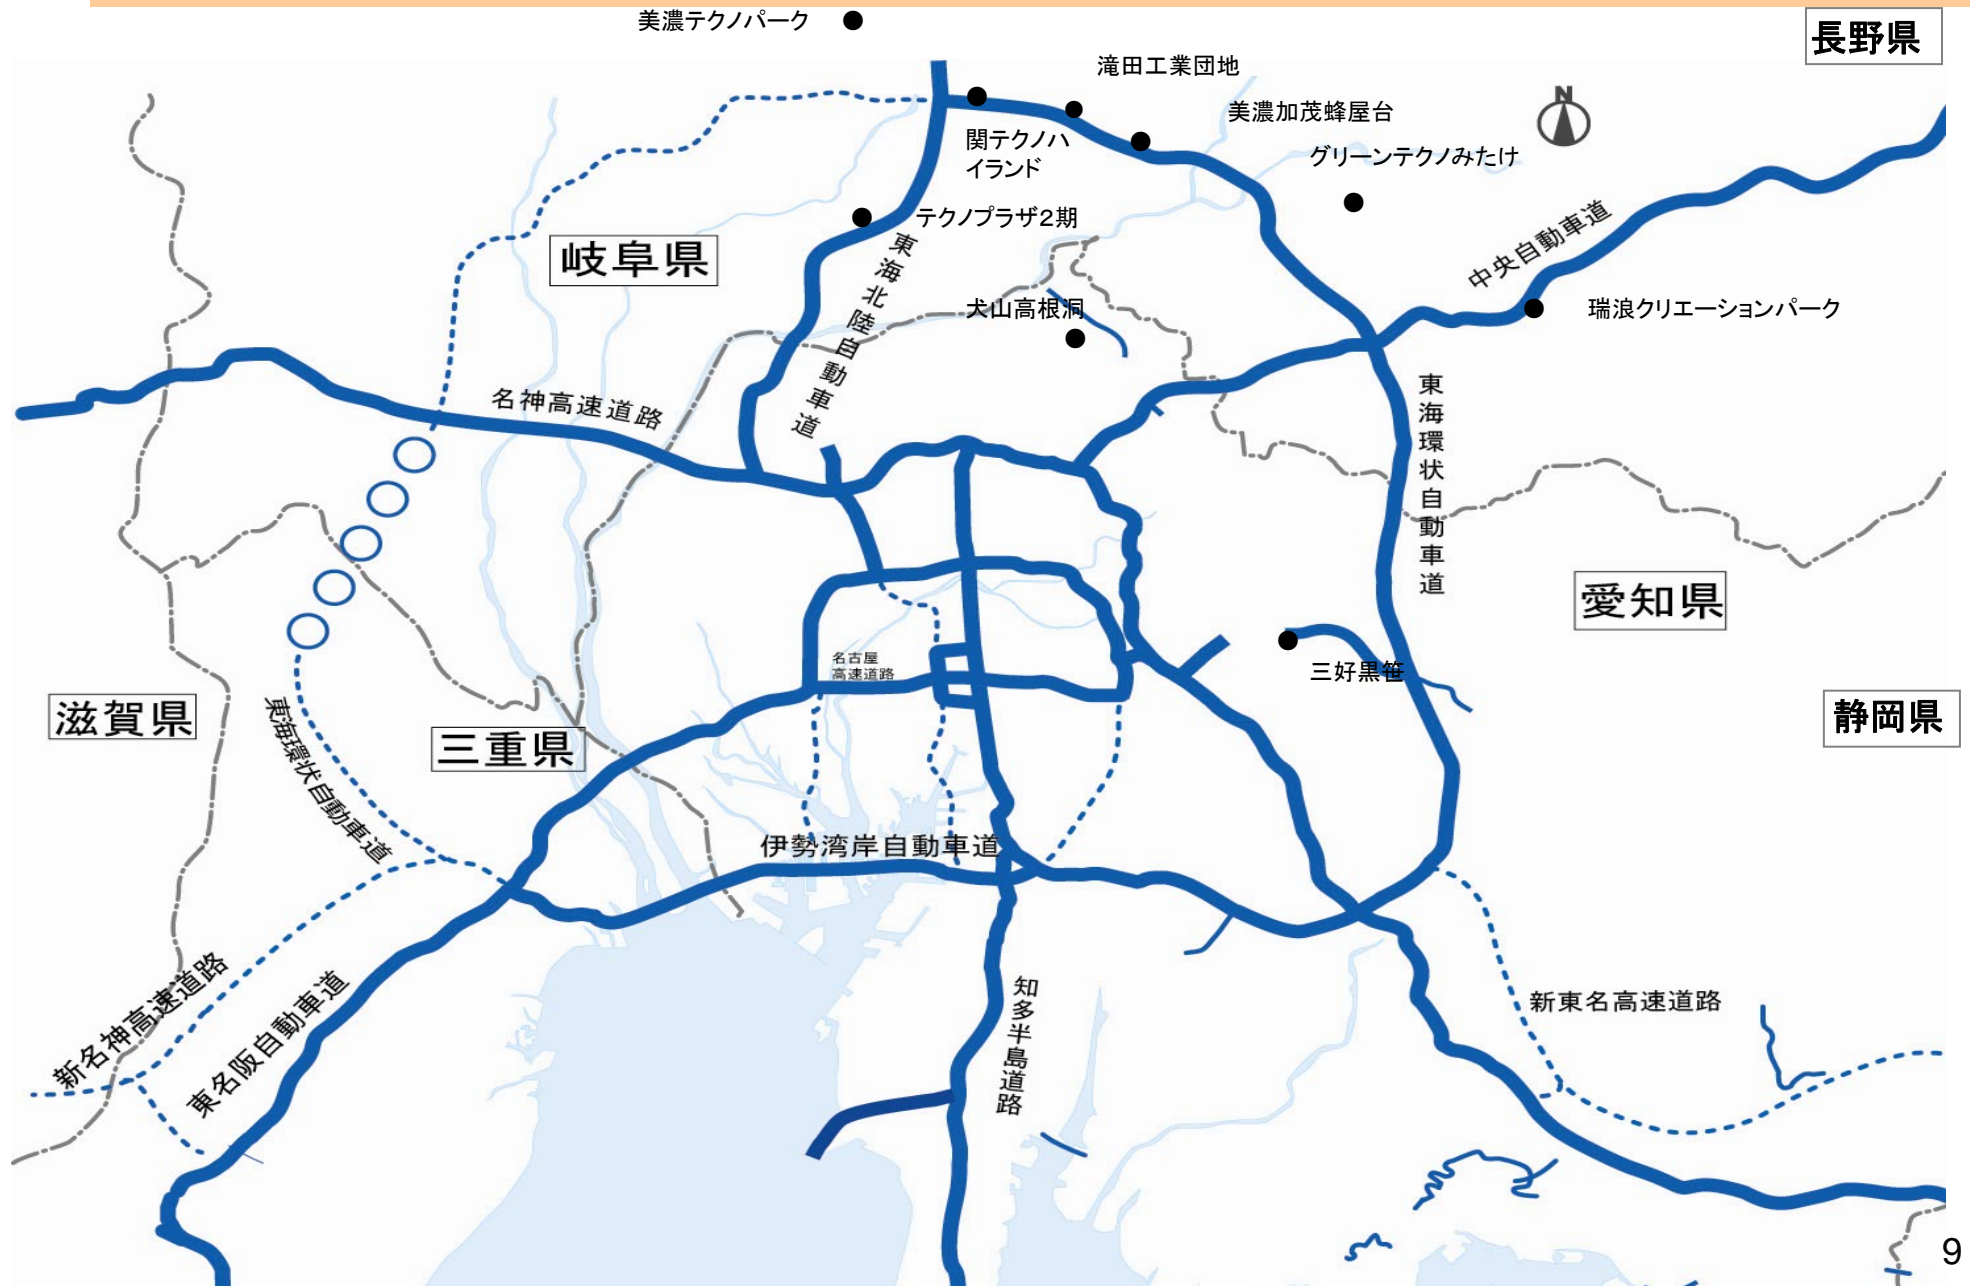 美濃テクノパーク
長野県
滝田工業団地
美濃加茂蜂屋台
N
関テクノハ
イランド
グリーンテクノみたけ
テクノプラザ2期
岐阜県
東海北陸自動車道
中央自動車道
犬山高根洞
瑞浪クリエーションパーク
名神高速道路
東海環状自動車道
愛知県
名古屋
高速道路
三好黒笹
滋賀県
三重県
静岡県
東海環状自動車道
伊勢湾岸自動車道
新名神高速道路
東名阪自動車道
知多半島道路
新東名高速道路
9